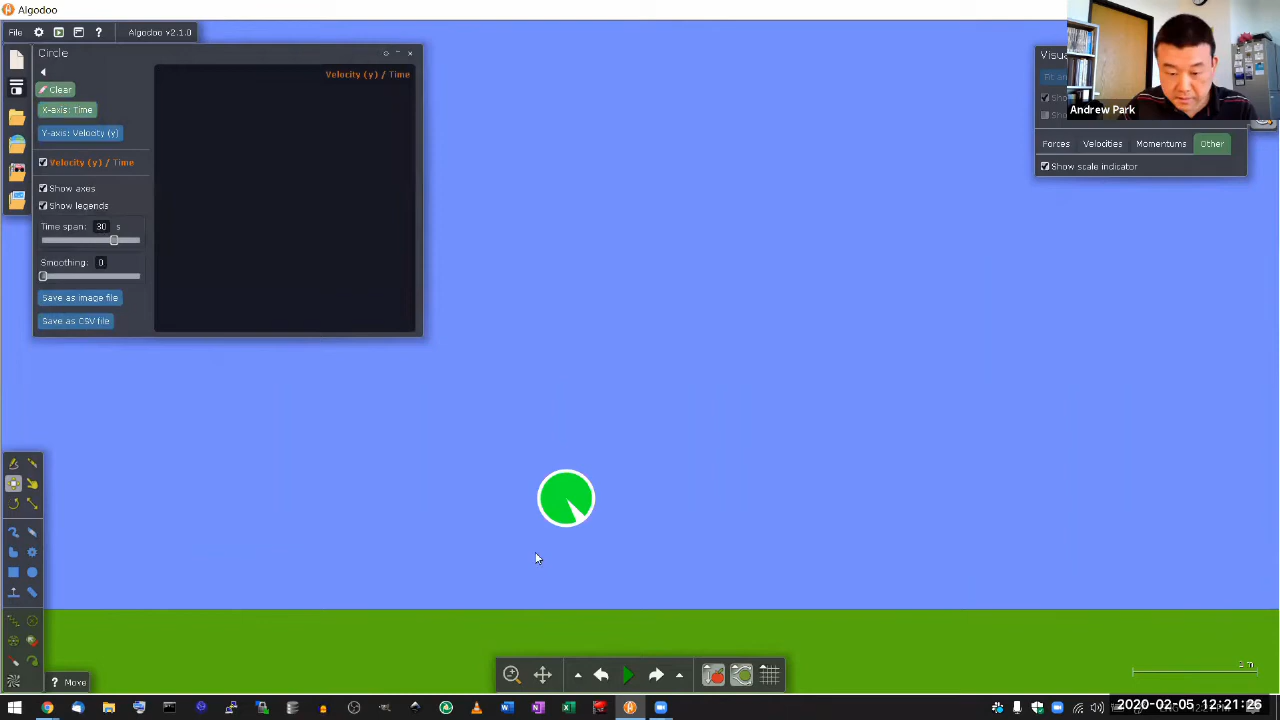 Algodoo
File
?
Algodoo v2.1.0
Circle
Clear
X-axis: Time
Y-axis: Velocity (y)
Velocity (y) / Time
Show axes
Show legends
Time span: 30 s
Smoothing: 0
Save as image file
Save as CSV file
Velocity (y) / Time
Andrew Park
Forces
Velocities
Momentums
Other
Show scale indicator
? Move
1 m
2020-02-05 12:21:26